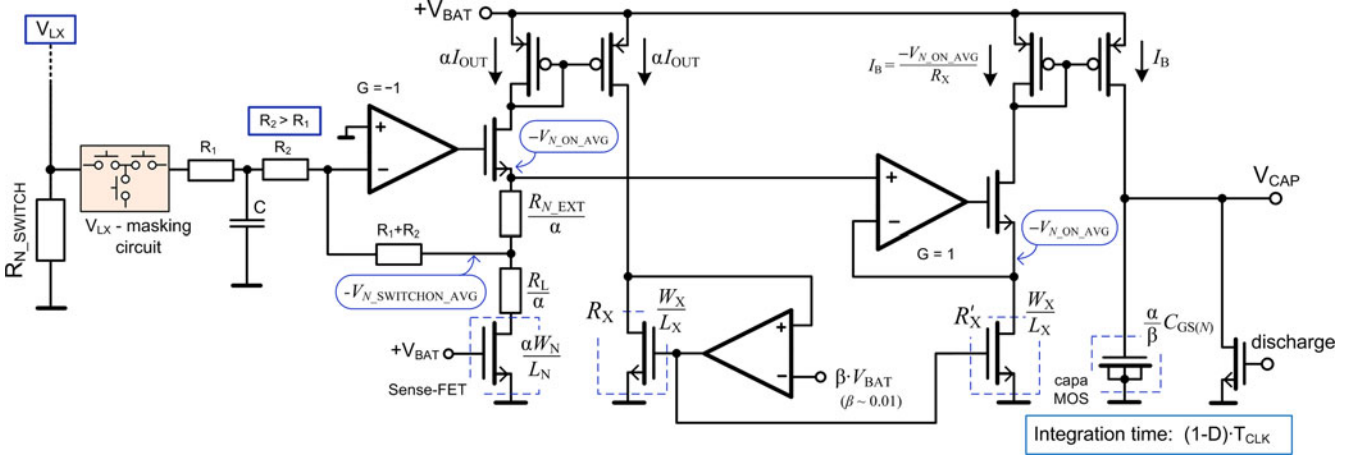 +V_BAT
V_LX
αI_OUT
αI_OUT
I_B = −V_N_ON_AVG / R_X
I_B
G = −1
R_2 > R_1
−V_N_ON_AVG
R_1
R_2
+
−
V_LX - masking
circuit
C
R_N_SWITCH
R_N_EXT / α
R_1+R_2
-V_N_SWITCHON_AVG
R_L / α
+
−
G = 1
−V_N_ON_AVG
V_CAP
R_X
W_X / L_X
+
−
R'_X
W_X / L_X
α/β C_GS(N)
+V_BAT
αW_N / L_N
Sense-FET
β·V_BAT
(β ~ 0.01)
capa
MOS
discharge
Integration time: (1-D)·T_CLK